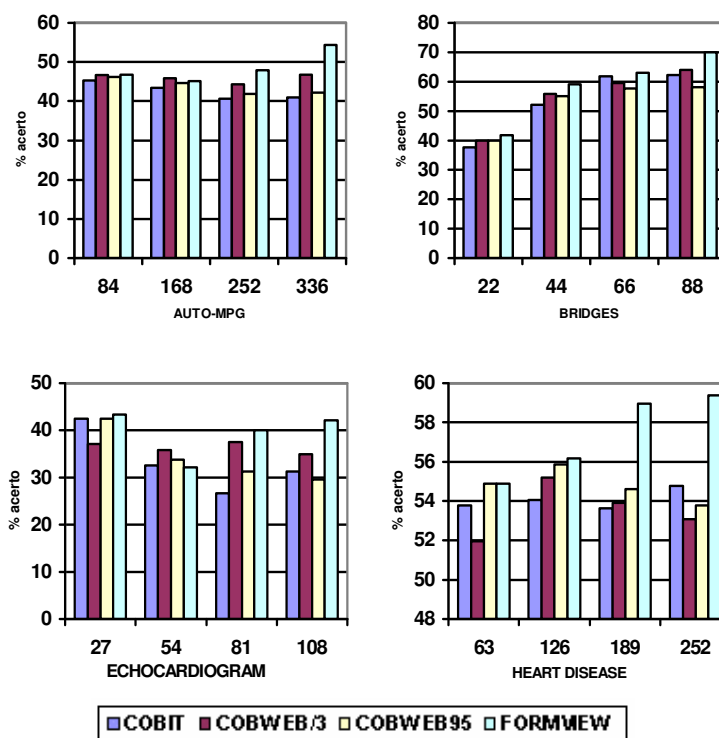 60
50
40
30
20
10
0
% acerto
84 168 252 336
AUTO-MPG
80
70
60
50
40
30
20
10
0
% acerto
22 44 66 88
BRIDGES
50
40
30
20
10
0
% acerto
27 54 81 108
ECHOCARDIOGRAM
60
58
56
54
52
50
48
% acerto
63 126 189 252
HEART DISEASE
COBIT COBWEB/3 COBWEB95 FORMVIEW